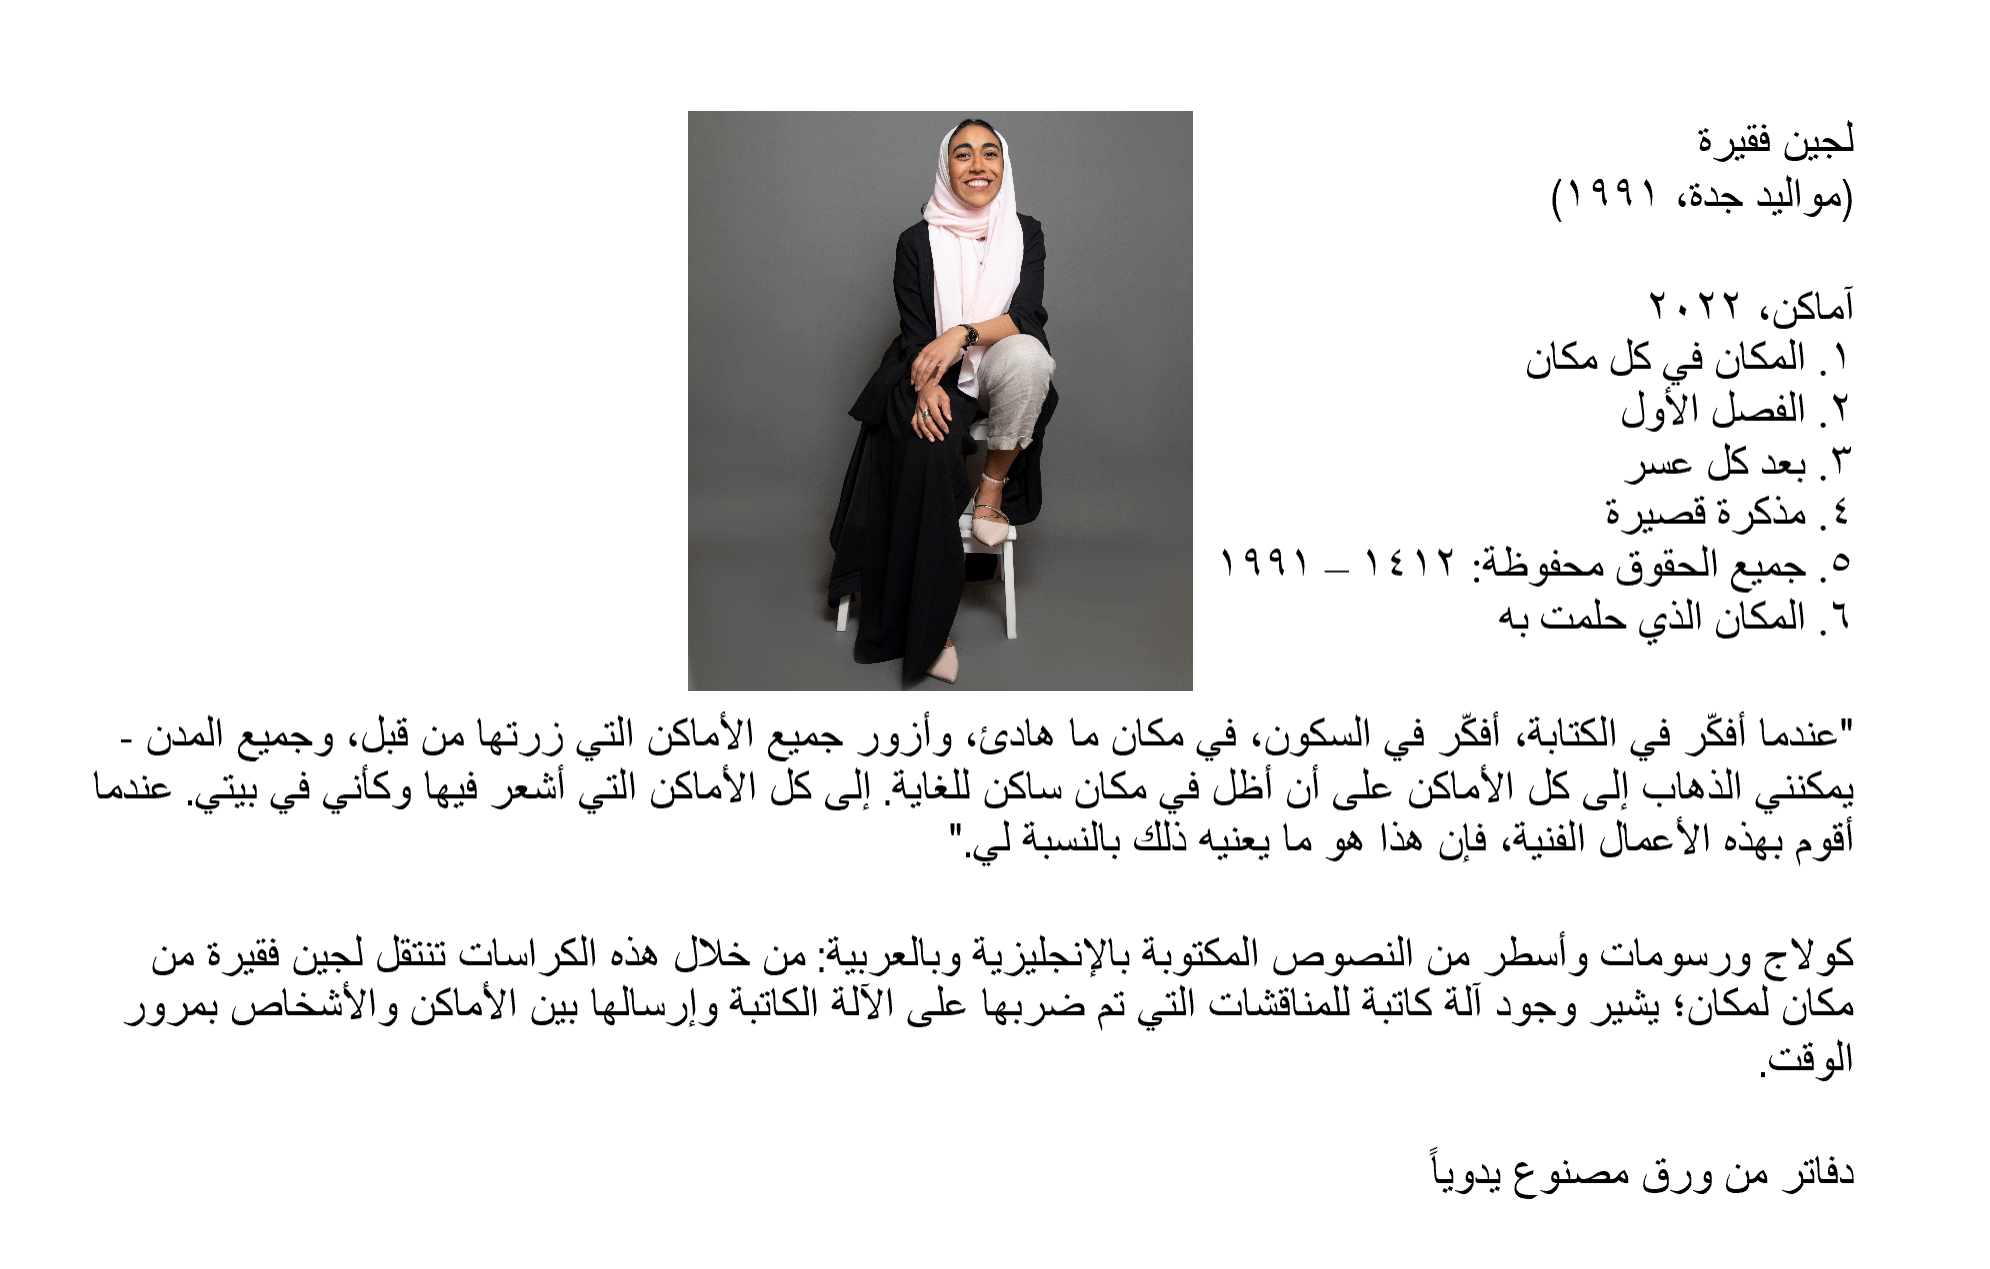 لجين فقيرة
(مواليد جدة، ١٩٩١)
آماكن، ٢٠٢٢
١. المكان في كل مكان
٢. الفصل الأول
٣. بعد كل عسر
٤. مذكرة قصيرة
٥. جميع الحقوق محفوظة: ١٤١٢ – ١٩٩١
٦. المكان الذي حلمت به
"عندما أفكّر في الكتابة، أفكّر في السكون، في مكان ما هادئ، وأزور جميع الأماكن التي زرتها من قبل، وجميع المدن -
يمكنني الذهاب إلى كل الأماكن على أن أظل في مكان ساكن للغاية. إلى كل الأماكن التي أشعر فيها وكأني في بيتي. عندما
أقوم بهذه الأعمال الفنية، فإن هذا هو ما يعنيه ذلك بالنسبة لي."
كولاج ورسومات وأسطر من النصوص المكتوبة بالإنجليزية وبالعربية: من خلال هذه الكراسات تنتقل لجين فقيرة من
مكان لمكان؛ يشير وجود آلة كاتبة للمناقشات التي تم ضربها على الآلة الكاتبة وإرسالها بين الأماكن والأشخاص بمرور
الوقت.
دفاتر من ورق مصنوع يدوياً